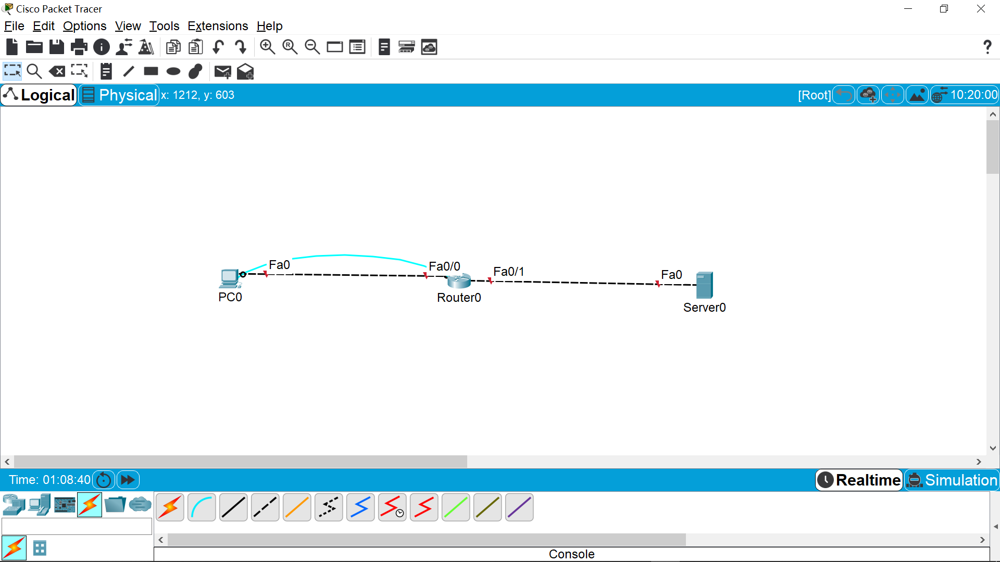 Cisco Packet Tracer
File Edit Options View Tools Extensions Help
Logical Physical x: 1212, y: 603 [Root] 10:20:00
Fa0 Fa0/0 Fa0/1 Fa0
PC0 Router0 Server0
Time: 01:08:40 Realtime Simulation
Console